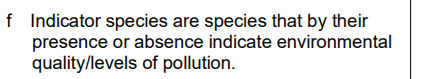 f Indicator species are species that by their
presence or absence indicate environmental
quality/levels of pollution.